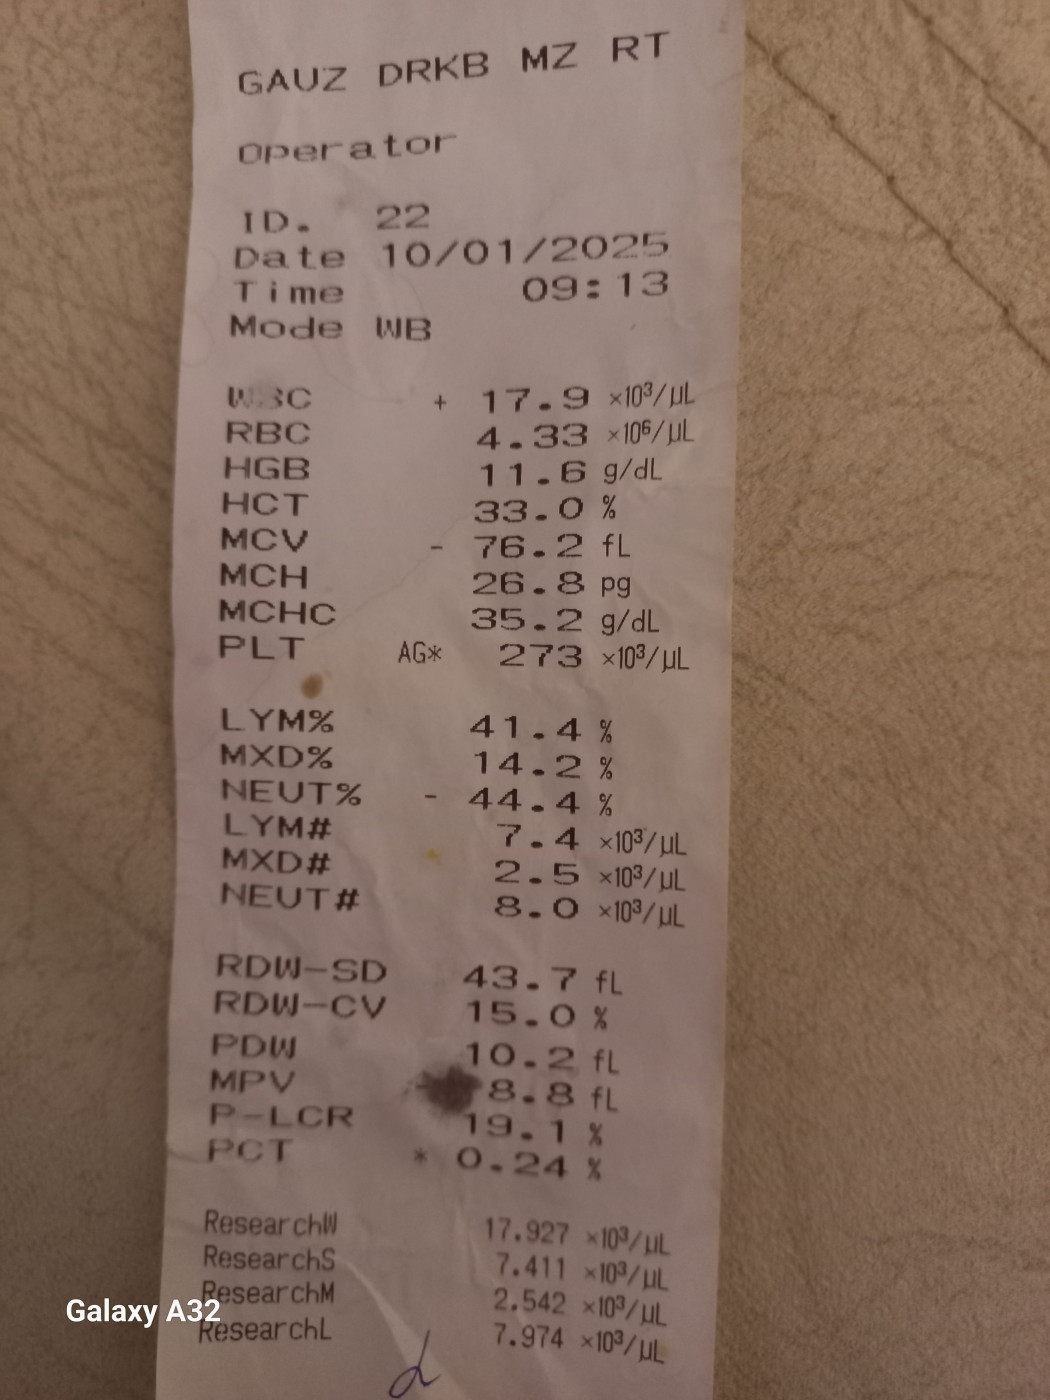 GAUZ DRKB MZ RT
Operator
ID. 22
Date 10/01/2025
Time 09:13
Mode WB
WBC + 17.9 ×10³/µL
RBC 4.33 ×10⁶/µL
HGB 11.6 g/dL
HCT 33.0 %
MCV - 76.2 fL
MCH 26.8 pg
MCHC 35.2 g/dL
PLT AG* 273 ×10³/µL
LYM% 41.4 %
MXD% 14.2 %
NEUT% - 44.4 %
LYM# 7.4 ×10³/µL
MXD# 2.5 ×10³/µL
NEUT# 8.0 ×10³/µL
RDW-SD 43.7 fL
RDW-CV 15.0 %
PDW 10.2 fL
MPV 8.8 fL
P-LCR 19.1 %
PCT * 0.24 %
ResearchW 17.927 ×10³/µL
ResearchS 7.411 ×10³/µL
ResearchM 2.542 ×10³/µL
ResearchL 7.974 ×10³/µL
Galaxy A32